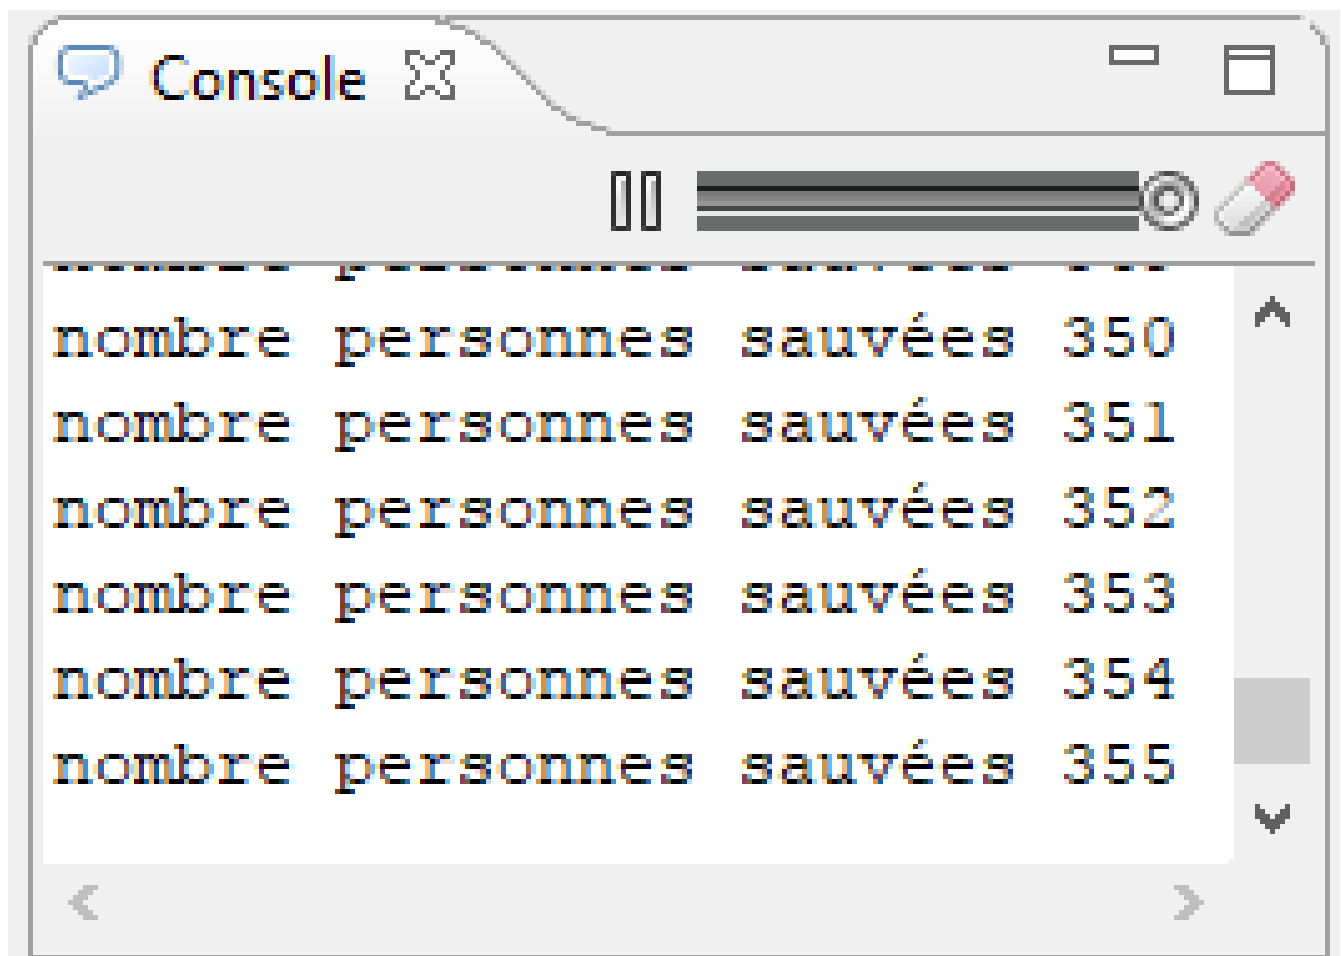 Console
nombre personnes sauvées 350
nombre personnes sauvées 351
nombre personnes sauvées 352
nombre personnes sauvées 353
nombre personnes sauvées 354
nombre personnes sauvées 355